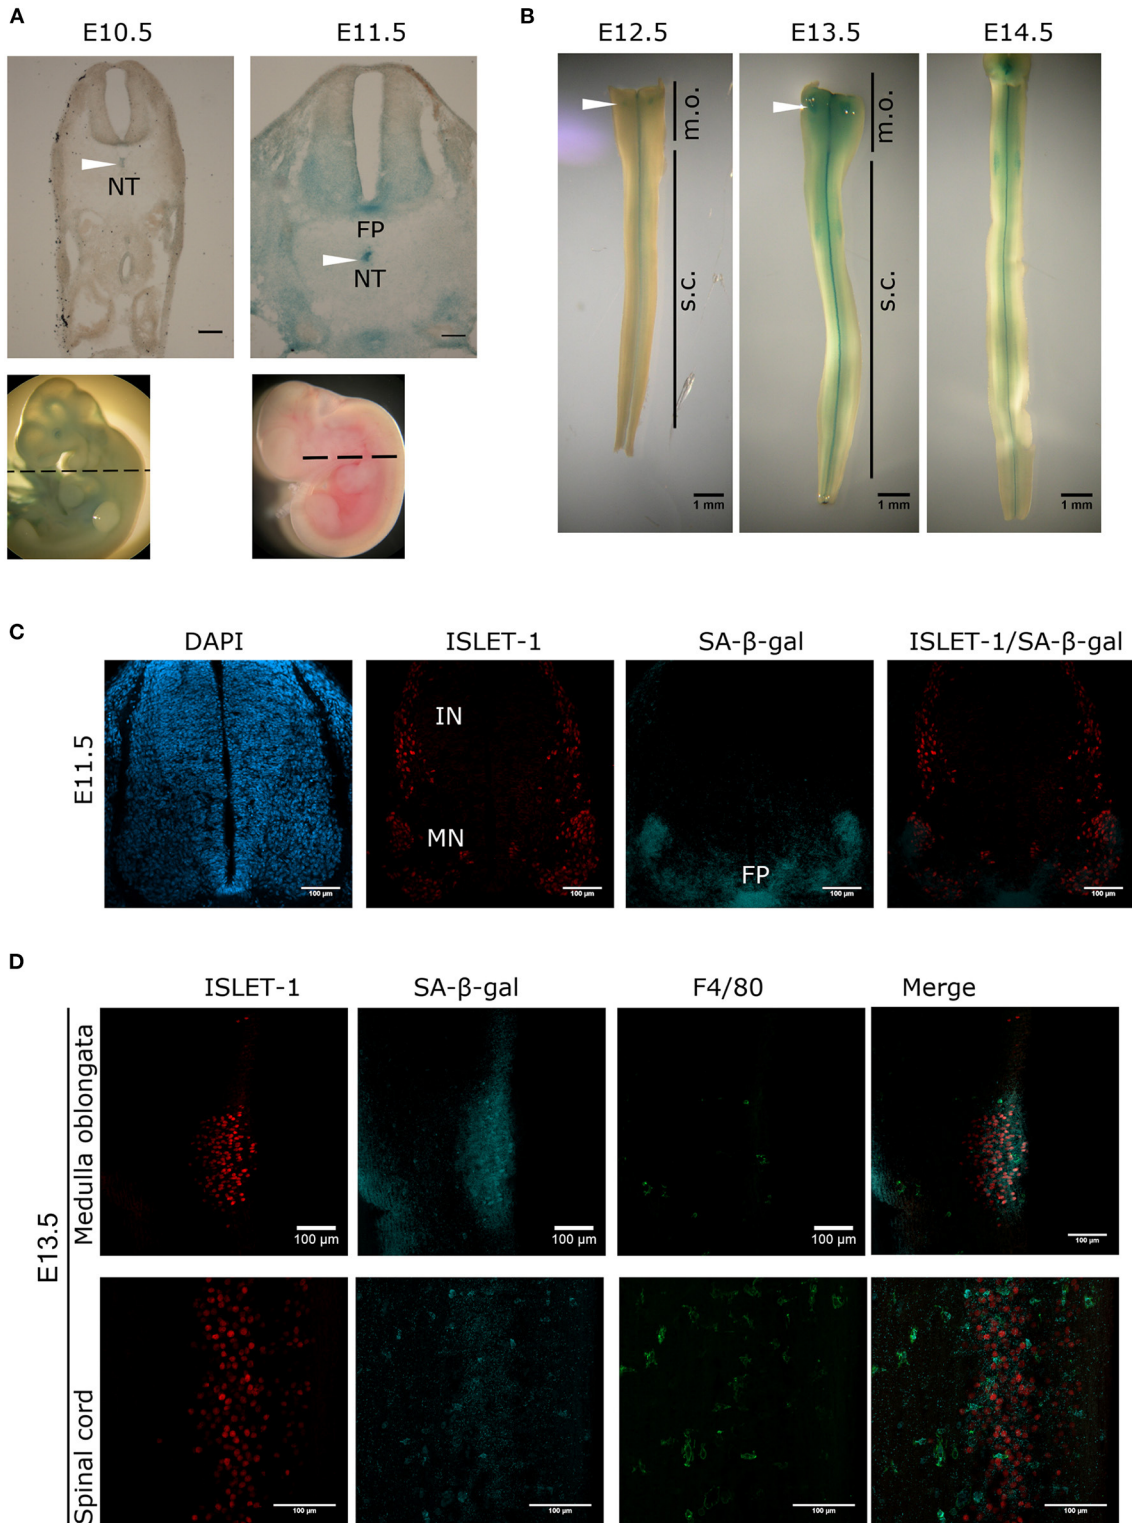 A
E10.5
E11.5
NT
FP
NT
B
E12.5
E13.5
E14.5
m.o.
s.c.
1 mm
m.o.
s.c.
1 mm
1 mm
C
DAPI
ISLET-1
SA-β-gal
ISLET-1/SA-β-gal
E11.5
IN
MN
FP
100 µm
100 µm
100 µm
100 µm
D
ISLET-1
SA-β-gal
F4/80
Merge
E13.5
Medulla oblongata
100 µm
100 µm
100 µm
100 µm
Spinal cord
100 µm
100 µm
100 µm
100 µm